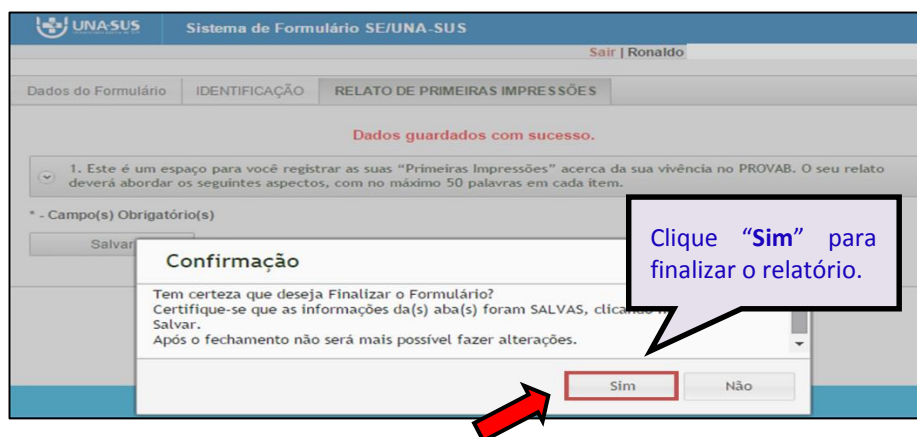 UNA-SUS
Sistema de Formulário SE/UNA-SUS
Sair | Ronaldo
Dados do Formulário
IDENTIFICAÇÃO
RELATO DE PRIMEIRAS IMPRESSÕES
Dados guardados com sucesso.
1. Este é um espaço para você registrar as suas “Primeiras Impressões” acerca da sua vivência no PROVAB. O seu relato
deverá abordar os seguintes aspectos, com no máximo 50 palavras em cada item.
* - Campo(s) Obrigatório(s)
Salvar
Clique “Sim” para
finalizar o relatório.
Confirmação
Tem certeza que deseja Finalizar o Formulário?
Certifique-se que as informações da(s) aba(s) foram SALVAS,
Salvar.
Após o fechamento não será mais possível fazer alterações.
Sim
Não